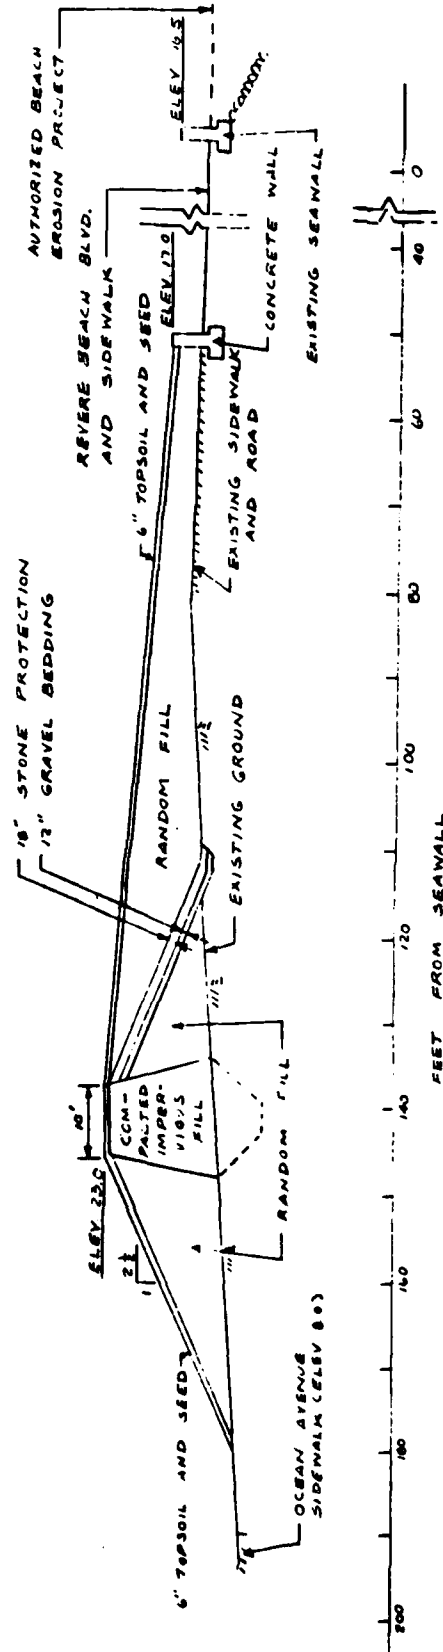 AUTHORIZED BEACH
EROSION PROJECT
ELEV 16.5
REVERE BEACH BLVD.
AND SIDEWALK
6" TOPSOIL AND SEED
ELEV 17.0
18" STONE PROTECTION
12" GRAVEL BEDDING
RANDOM FILL
10'
COM-
PACTED
IMPER-
VIOUS
FILL
ELEV 23.0
2 ½
1
6" TOPSOIL AND SEED
CONCRETE WALL
EXISTING SEAWALL
EXISTING SIDEWALK
AND ROAD
EXISTING GROUND
RANDOM FILL
OCEAN AVENUE
SIDEWALK (ELEV 8.0±)
200
180
160
140
120
100
80
60
40
0
FEET FROM SEAWALL